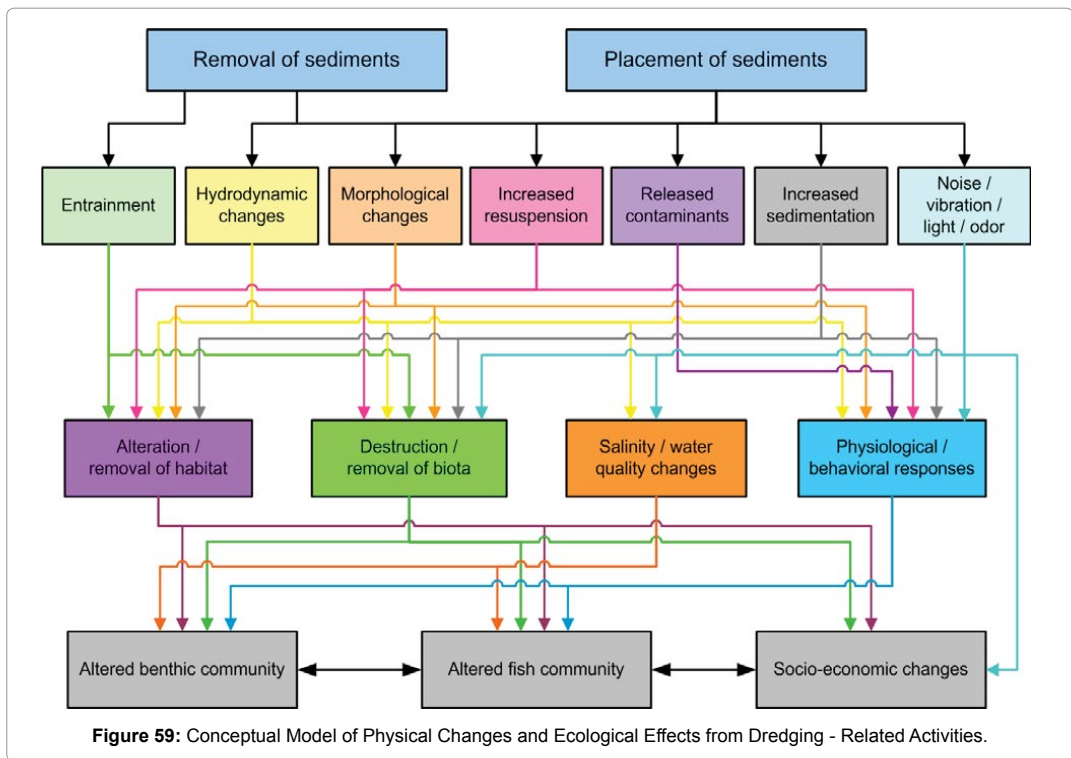 Removal of sediments
Placement of sediments
Entrainment
Hydrodynamic
changes
Morphological
changes
Increased
resuspension
Released
contaminants
Increased
sedimentation
Noise /
vibration /
light / odor
Alteration /
removal of habitat
Destruction /
removal of biota
Salinity / water
quality changes
Physiological /
behavioral responses
Altered benthic community
Altered fish community
Socio-economic changes
Figure 59: Conceptual Model of Physical Changes and Ecological Effects from Dredging - Related Activities.